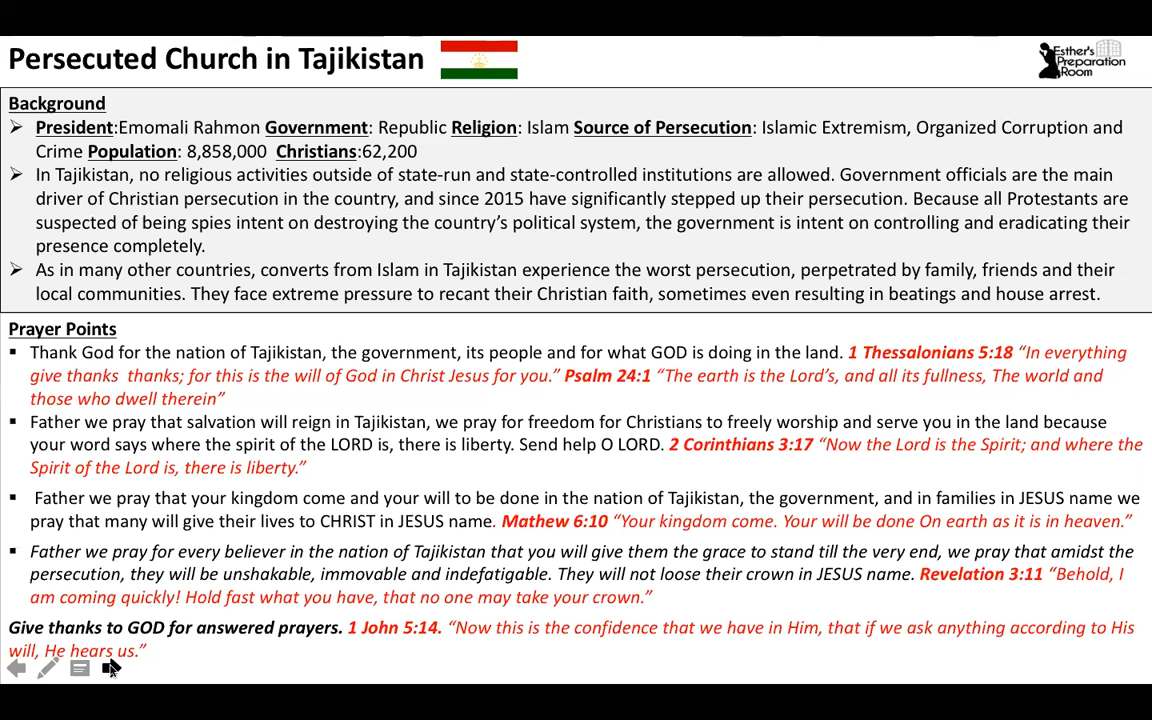 Persecuted Church in Tajikistan
Esther's
Preparation
Room
Background
President:Emomali Rahmon Government: Republic Religion: Islam Source of Persecution: Islamic Extremism, Organized Corruption and
Crime Population: 8,858,000 Christians:62,200
In Tajikistan, no religious activities outside of state-run and state-controlled institutions are allowed. Government officials are the main
driver of Christian persecution in the country, and since 2015 have significantly stepped up their persecution. Because all Protestants are
suspected of being spies intent on destroying the country's political system, the government is intent on controlling and eradicating their
presence completely.
As in many other countries, converts from Islam in Tajikistan experience the worst persecution, perpetrated by family, friends and their
local communities. They face extreme pressure to recant their Christian faith, sometimes even resulting in beatings and house arrest.
Prayer Points
Thank God for the nation of Tajikistan, the government, its people and for what GOD is doing in the land. 1 Thessalonians 5:18 “In everything
give thanks thanks; for this is the will of God in Christ Jesus for you.” Psalm 24:1 “The earth is the Lord’s, and all its fullness, The world and
those who dwell therein”
Father we pray that salvation will reign in Tajikistan, we pray for freedom for Christians to freely worship and serve you in the land because
your word says where the spirit of the LORD is, there is liberty. Send help O LORD. 2 Corinthians 3:17 “Now the Lord is the Spirit; and where the
Spirit of the Lord is, there is liberty.”
Father we pray that your kingdom come and your will to be done in the nation of Tajikistan, the government, and in families in JESUS name we
pray that many will give their lives to CHRIST in JESUS name. Mathew 6:10 “Your kingdom come. Your will be done On earth as it is in heaven.”
Father we pray for every believer in the nation of Tajikistan that you will give them the grace to stand till the very end, we pray that amidst the
persecution, they will be unshakable, immovable and indefatigable. They will not loose their crown in JESUS name. Revelation 3:11 “Behold, I
am coming quickly! Hold fast what you have, that no one may take your crown.”
Give thanks to GOD for answered prayers. 1 John 5:14. “Now this is the confidence that we have in Him, that if we ask anything according to His
will, He hears us.”